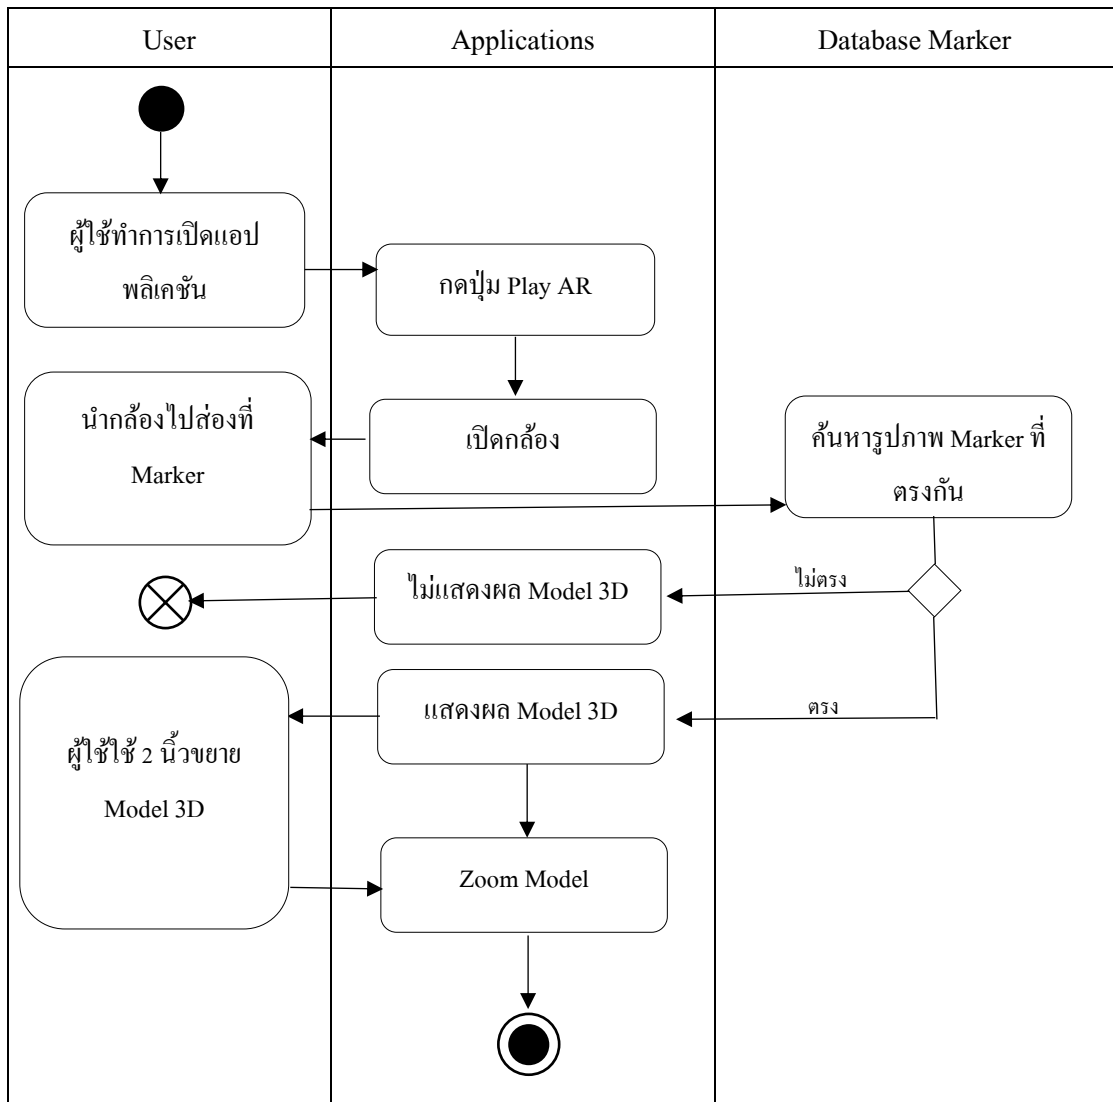 User
Applications
Database Marker
ผู้ใช้ทำการเปิดแอป
พลิเคชัน
กดปุ่ม Play AR
นำกล้องไปส่องที่
Marker
เปิดกล้อง
ค้นหารูปภาพ Marker ที่
ตรงกัน
ไม่แสดงผล Model 3D
ไม่ตรง
แสดงผล Model 3D
ตรง
ผู้ใช้ใช้ 2 นิ้วขยาย
Model 3D
Zoom Model